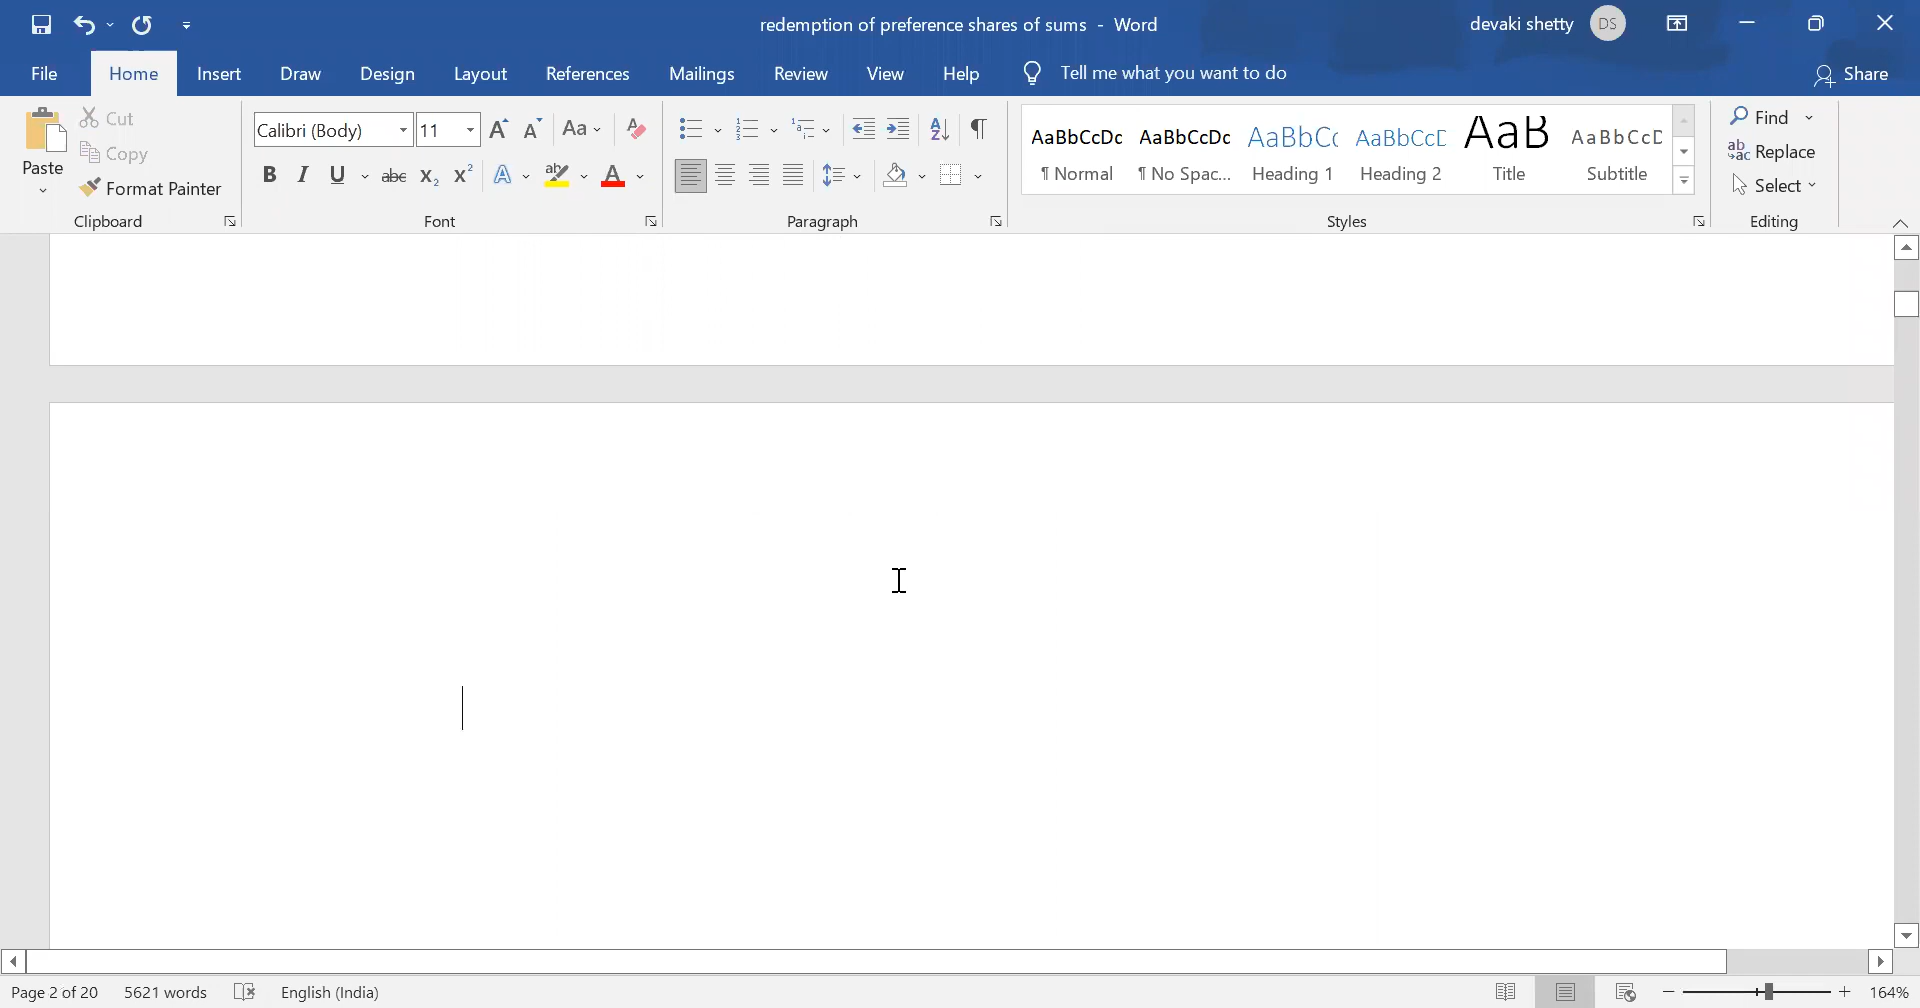 redemption of preference shares of sums - Word
devaki shetty
DS
File
Home
Insert
Draw
Design
Layout
References
Mailings
Review
View
Help
Tell me what you want to do
Share
Paste
Cut
Copy
Format Painter
Clipboard
Calibri (Body)
11
Font
Paragraph
AaBbCcDc
¶ Normal
AaBbCcDc
¶ No Spac...
AaBbCc
Heading 1
AaBbCcD
Heading 2
AaB
Title
AaBbCcD
Subtitle
Styles
Find
Replace
Select
Editing
Page 2 of 20
5621 words
English (India)
164%